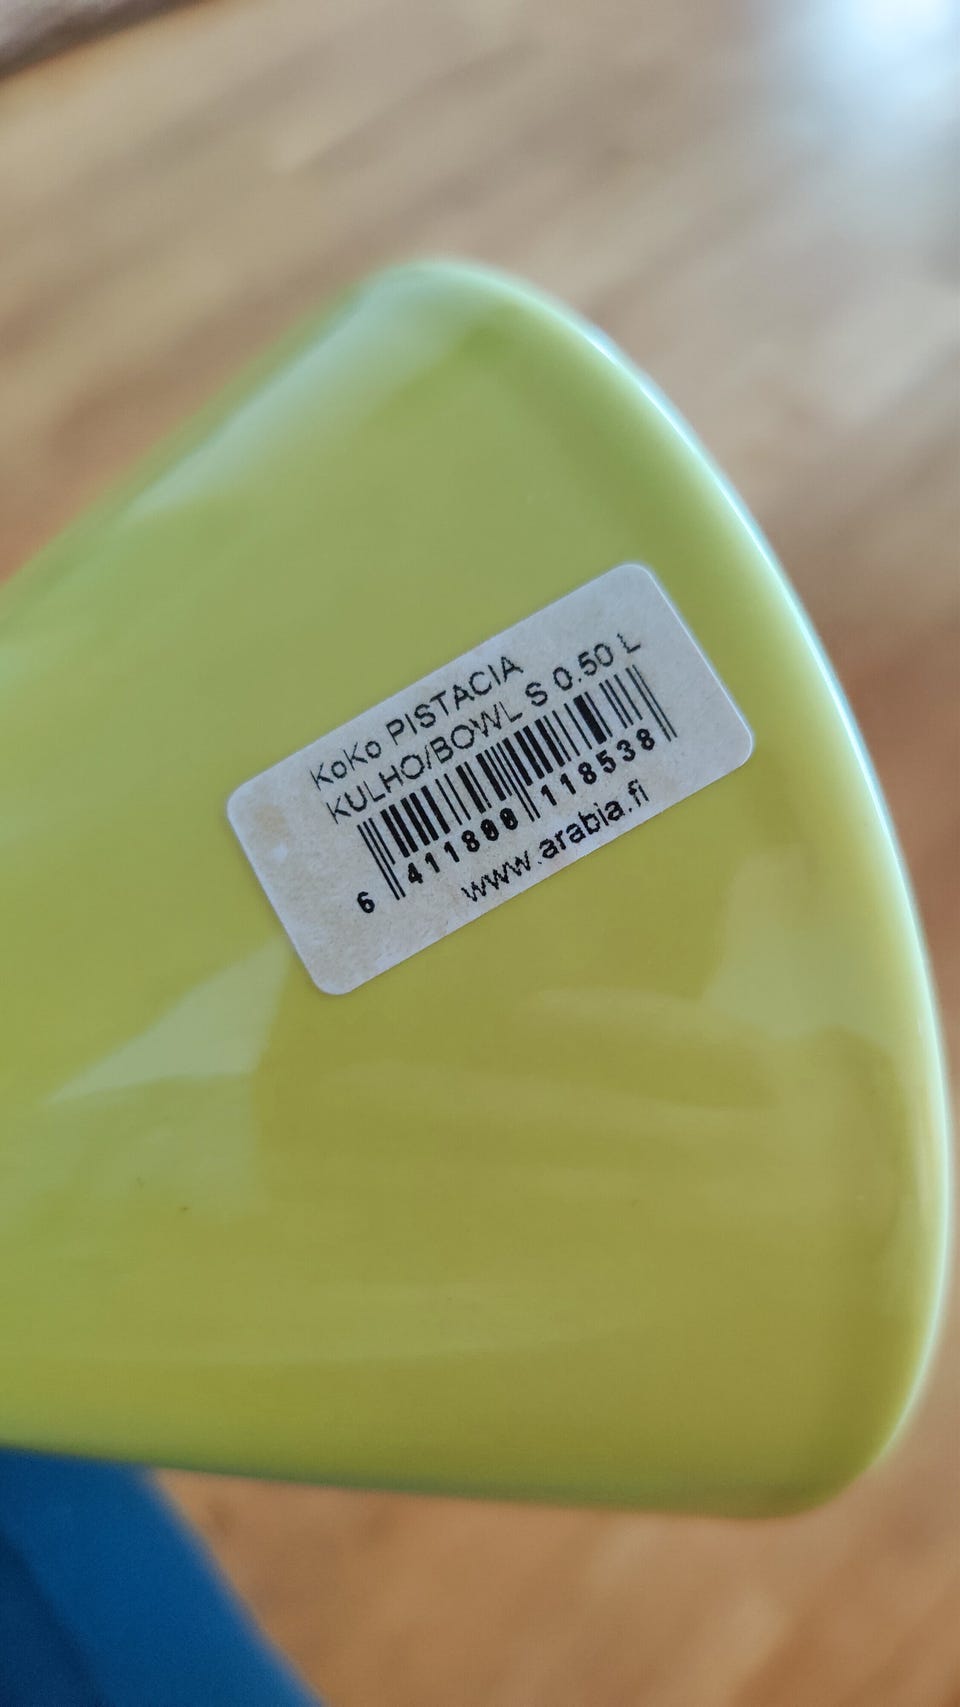 KoKo PISTACIA
KULHO/BOWL S 0.50 L
6 411800 118538
www.arabia.fi